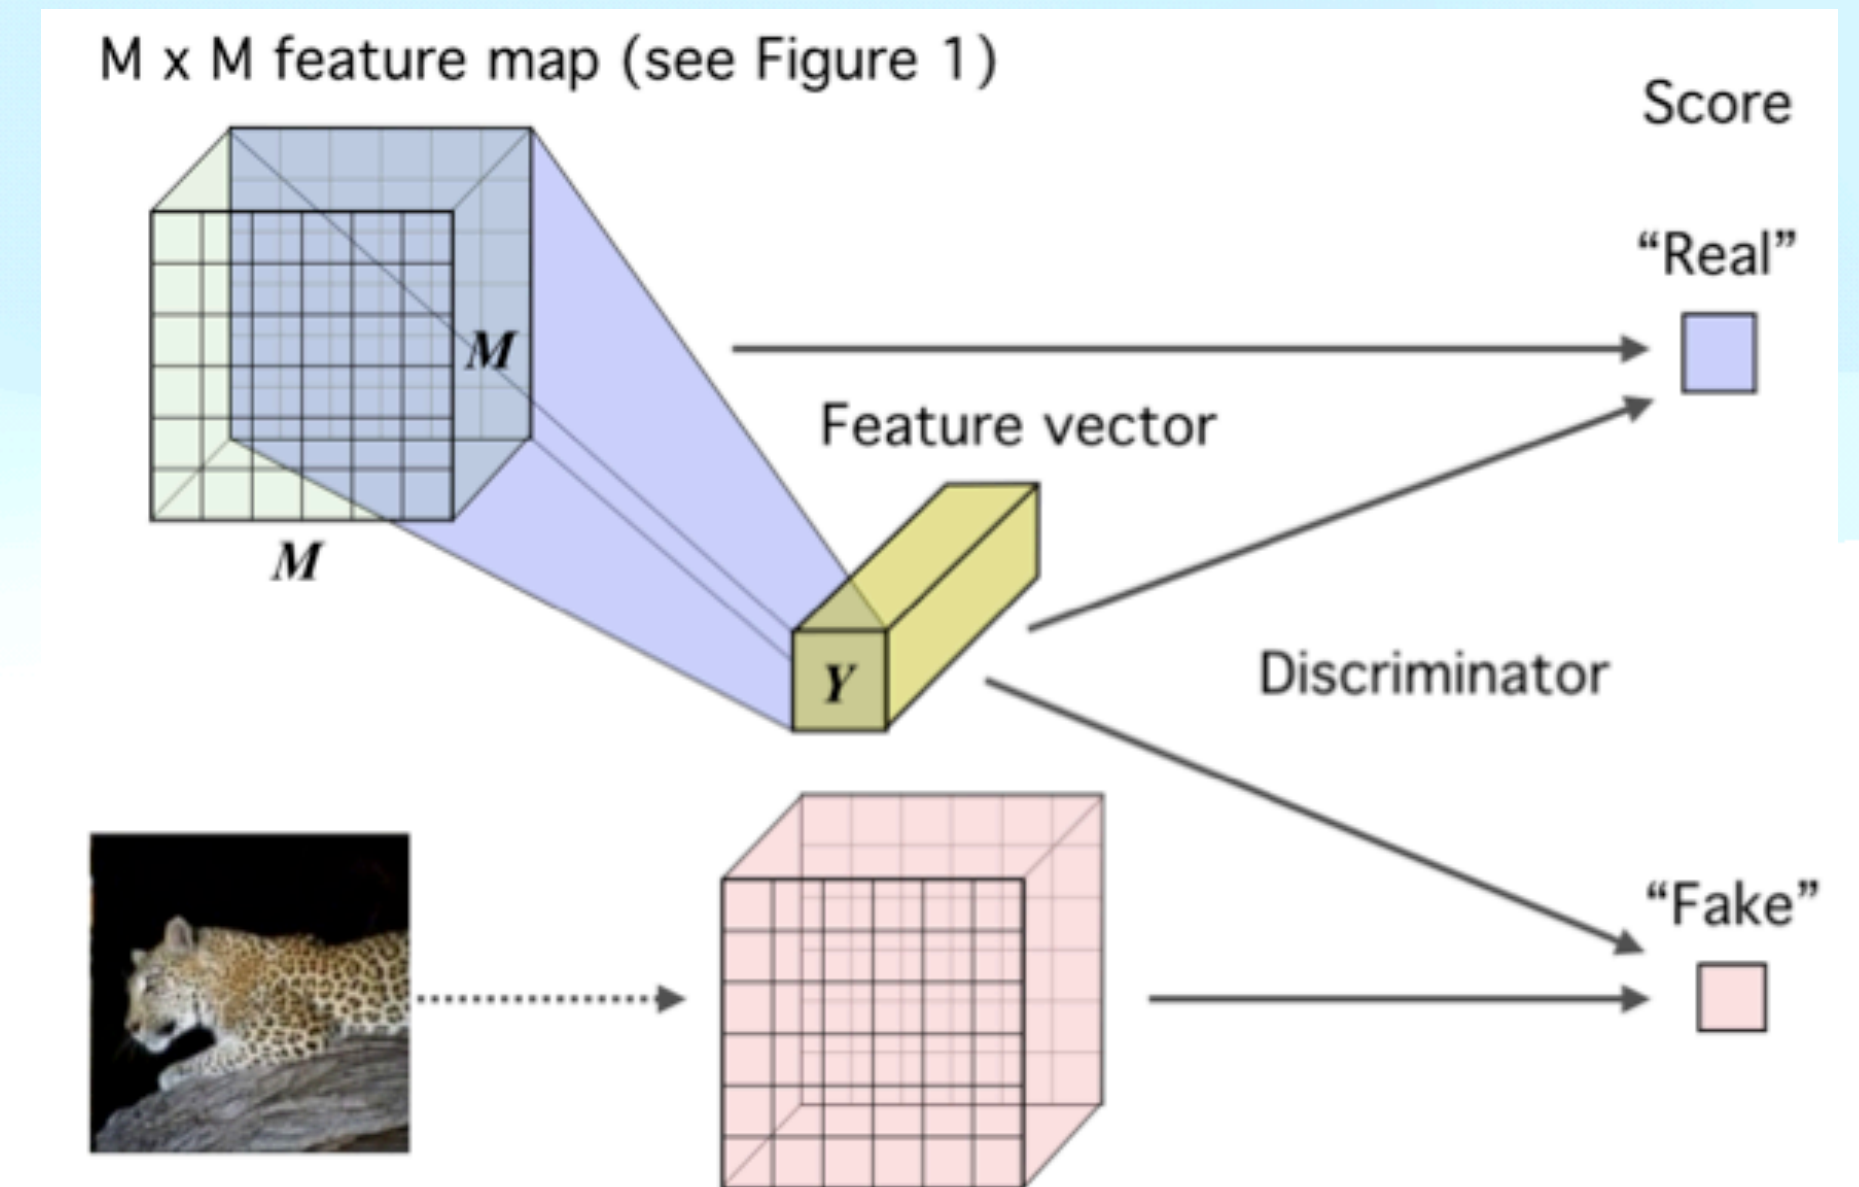 M x M feature map (see Figure 1)
Score
“Real”
M
Feature vector
M
Y
Discriminator
“Fake”